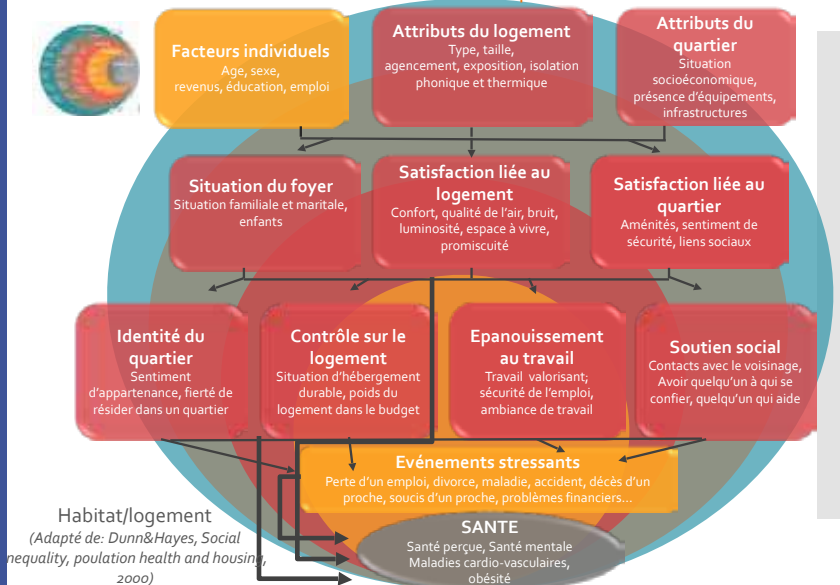 Facteurs individuels
Age, sexe,
revenus, éducation, emploi
Attributs du logement
Type, taille,
agencement, exposition, isolation
phonique et thermique
Attributs du
quartier
Situation
socioéconomique,
présence d'équipements,
infrastructures
Situation du foyer
Situation familiale et maritale,
enfants
Satisfaction liée au
logement
Confort, qualité de l'air, bruit,
luminosité, espace à vivre,
promiscuité
Satisfaction liée au
quartier
Aménités, sentiment de
sécurité, liens sociaux
Identité du
quartier
Sentiment
d'appartenance, fierté de
résider dans un quartier
Contrôle sur le
logement
Situation d'hébergement
durable, poids du
logement dans le budget
Epanouissement
au travail
Travail valorisant;
sécurité de l'emploi,
ambiance de travail
Soutien social
Contacts avec le voisinage,
Avoir quelqu'un à qui se
confier, quelqu'un qui aide
Evénements stressants
Perte d'un emploi, divorce, maladie, accident, décès d'un
proche, soucis d'un proche, problèmes financiers...
SANTE
Santé perçue, Santé mentale
Maladies cardio-vasculaires,
obésité
Habitat/logement
(Adapté de: Dunn&Hayes, Social
nequality, poulation health and housing,
2000)